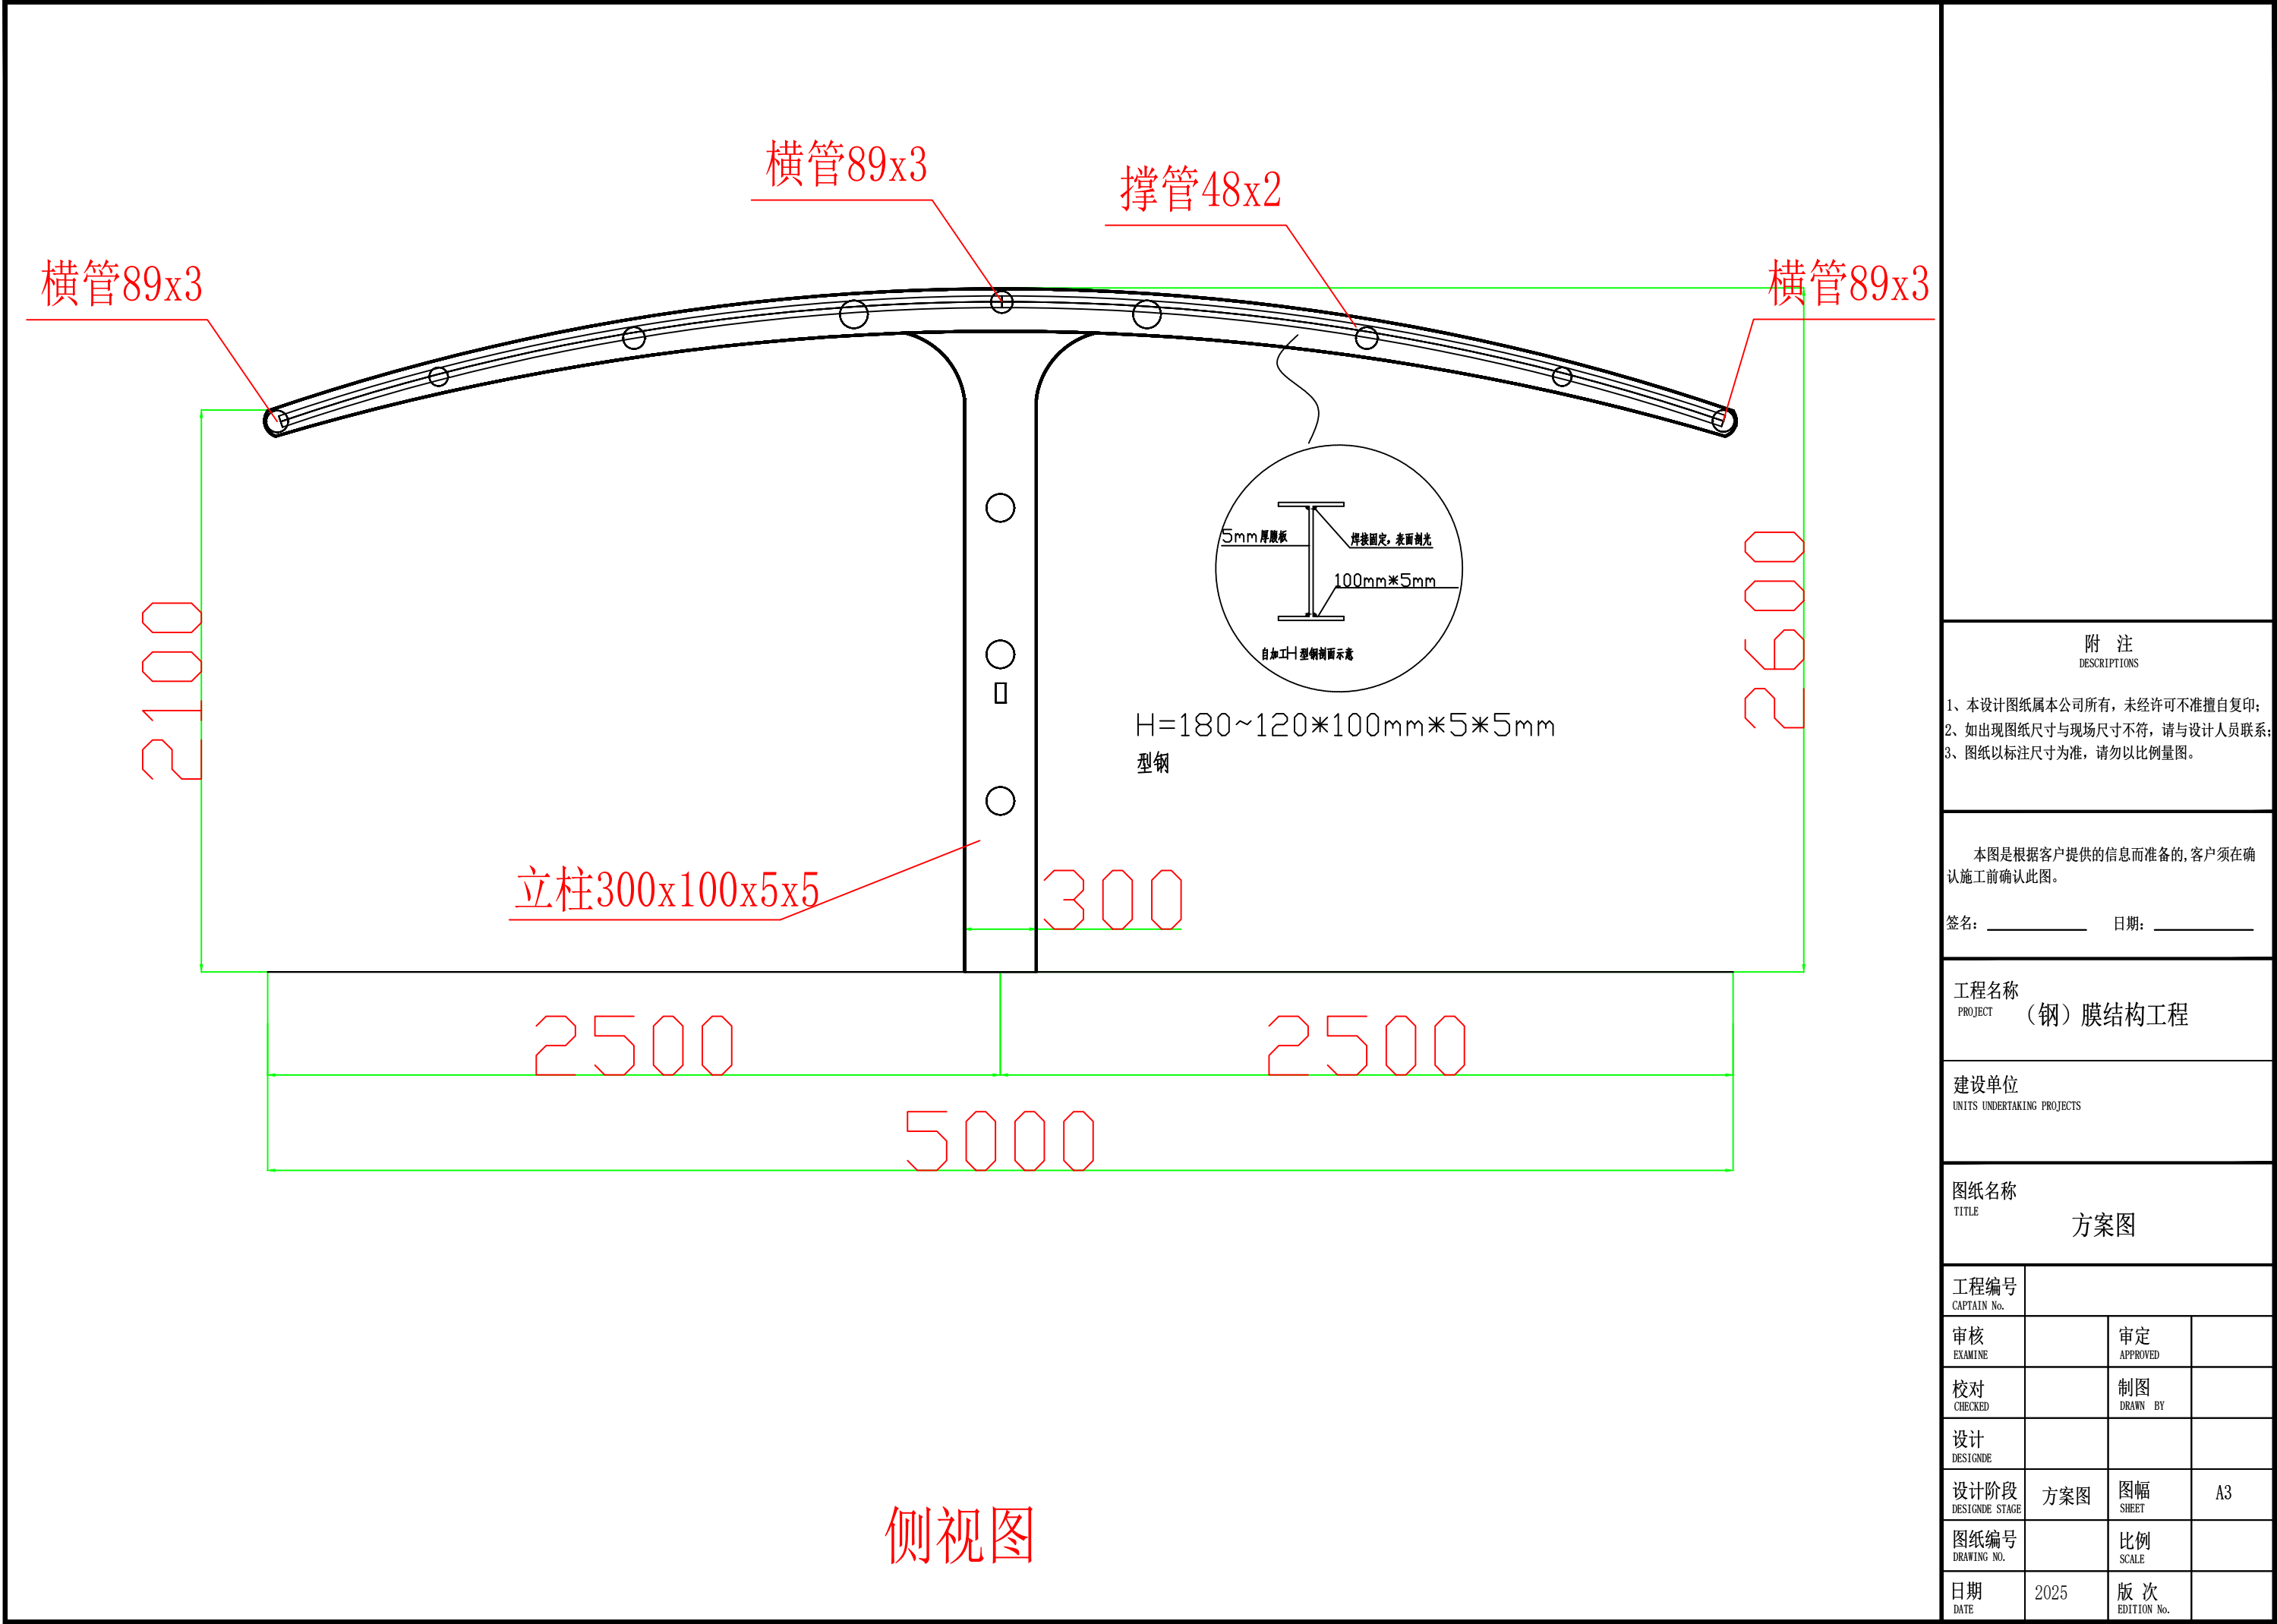 横管89x3
撑管48x2
横管89x3
横管89x3
5mm厚腹板
焊接固定，表面刨光
100mm*5mm
自加工H型钢剖面示意
H=180~120*100mm*5*5mm
型钢
2100
2600
立柱300x100x5x5
300
2500
2500
5000
侧视图
附 注
DESCRIPTIONS
1、本设计图纸属本公司所有，未经许可不准擅自复印；
2、如出现图纸尺寸与现场尺寸不符，请与设计人员联系；
3、图纸以标注尺寸为准，请勿以比例量图。
本图是根据客户提供的信息而准备的,客户须在确
认施工前确认此图。
签名： 日期：
工程名称
PROJECT
（钢）膜结构工程
建设单位
UNITS UNDERTAKING PROJECTS
图纸名称
TITLE
方案图
工程编号
CAPTAIN No.
审核 审定
EXAMINE APPROVED
校对 制图
CHECKED DRAWN BY
设计
DESIGNDE
设计阶段 方案图 图幅 A3
DESIGNDE STAGE SHEET
图纸编号 比例
DRAWING NO. SCALE
日期 2025 版 次
DATE EDITION No.